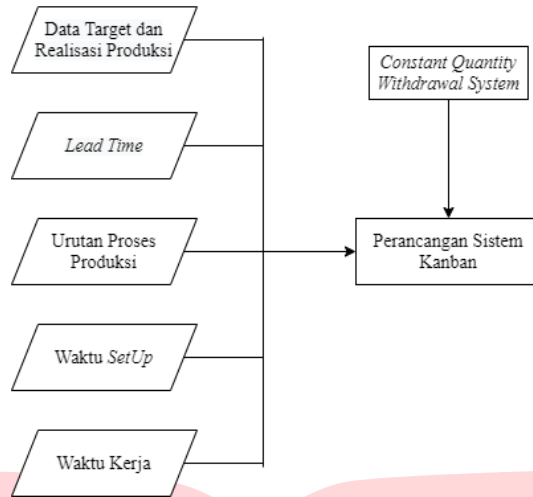 Data Target dan
Realisasi Produksi
Constant Quantity
Withdrawal System
Lead Time
Urutan Proses
Produksi
Perancangan Sistem
Kanban
Waktu SetUp
Waktu Kerja